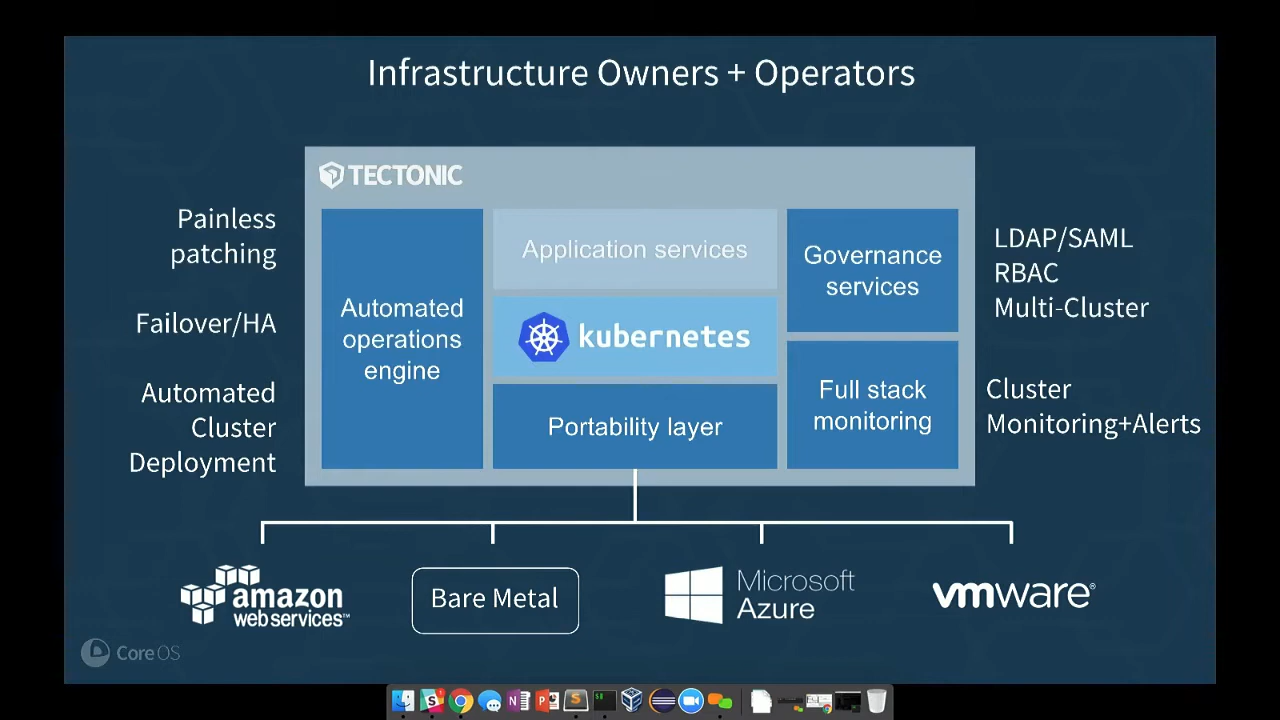 Infrastructure Owners + Operators
TECTONIC
Painless
patching
Failover/HA
Automated
Cluster
Deployment
Automated
operations
engine
Application services
kubernetes
Portability layer
Governance
services
Full stack
monitoring
LDAP/SAML
RBAC
Multi-Cluster
Cluster
Monitoring+Alerts
amazon
web services™
Bare Metal
Microsoft
Azure
vmware®
CoreOS